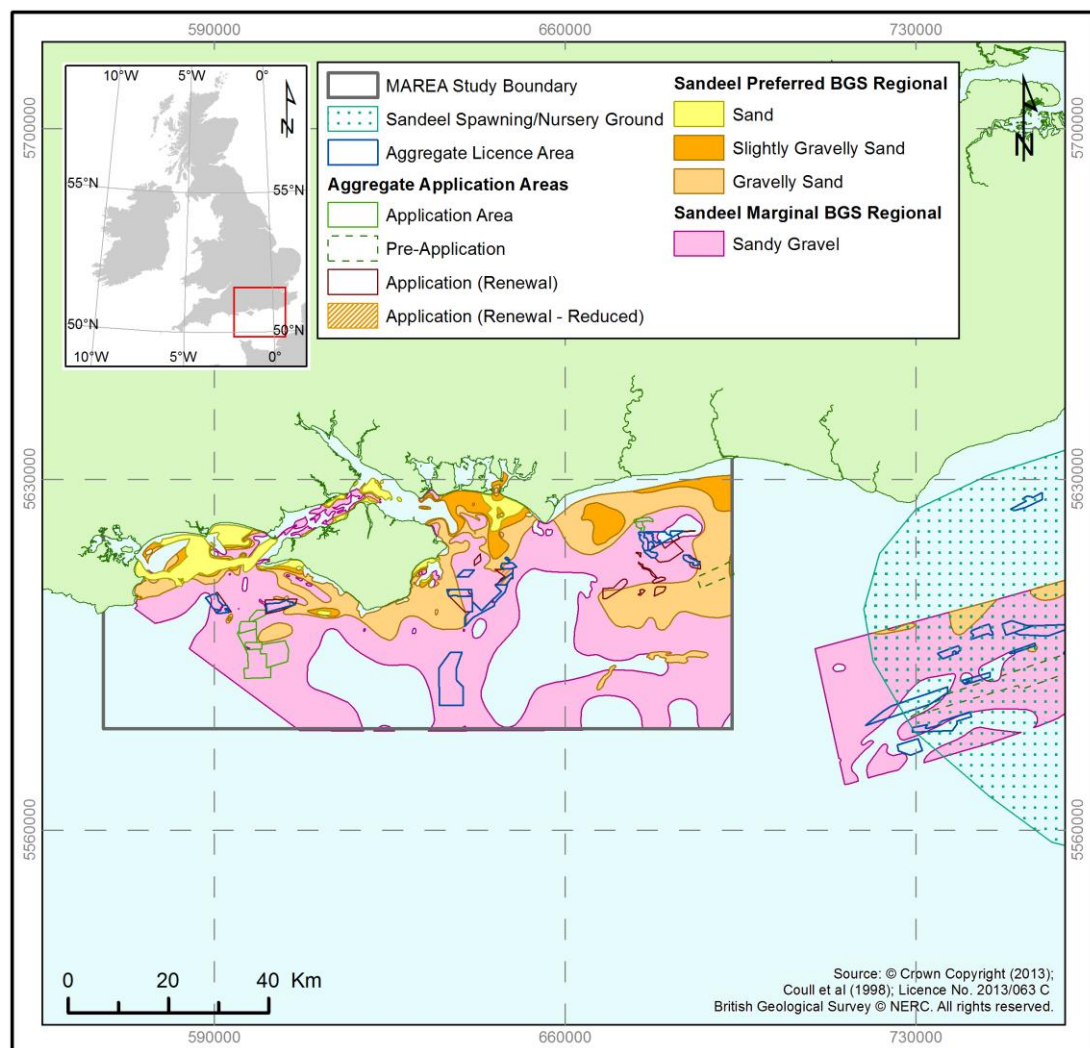 590000
660000
730000
10°W
5°W
0°
N
55°N
55°N
50°N
50°N
10°W
5°W
0°
MAREA Study Boundary
Sandeel Spawning/Nursery Ground
Aggregate Licence Area
Aggregate Application Areas
Application Area
Pre-Application
Application (Renewal)
Application (Renewal - Reduced)
Sandeel Preferred BGS Regional
Sand
Slightly Gravelly Sand
Gravelly Sand
Sandeel Marginal BGS Regional
Sandy Gravel
N
5700000
5700000
5630000
5630000
5560000
5560000
0 20 40 Km
Source: © Crown Copyright (2013);
Coull et al (1998); Licence No. 2013/063 C
British Geological Survey © NERC. All rights reserved.
590000
660000
730000